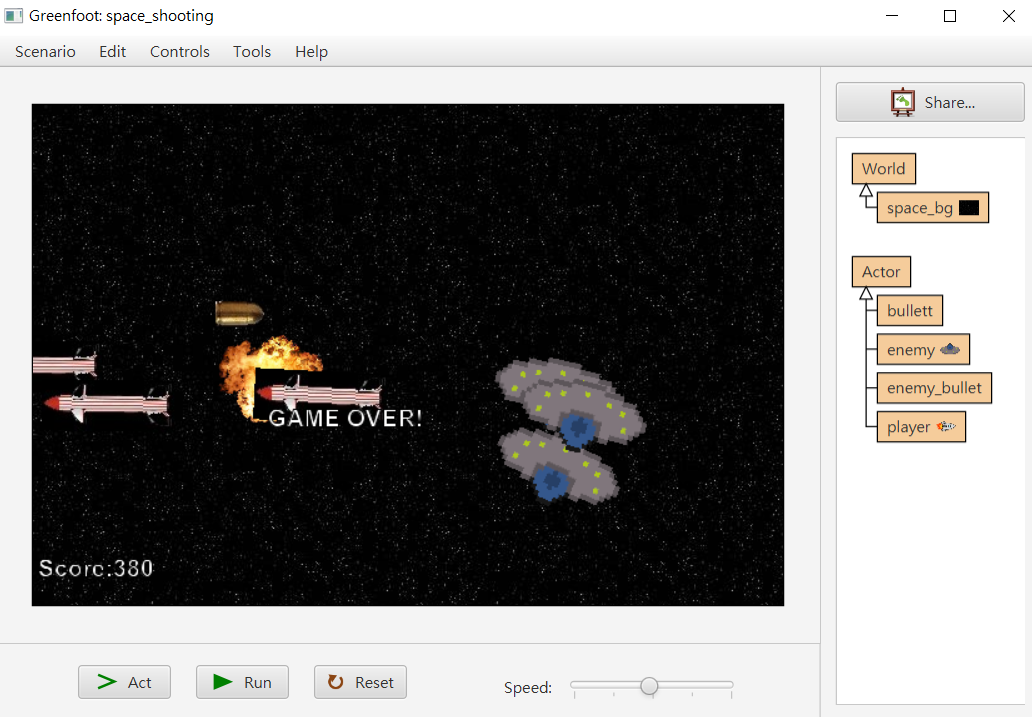 Greenfoot: space_shooting
Scenario Edit Controls Tools Help
Share...
World
space_bg
Actor
bullett
enemy
enemy_bullet
player
GAME OVER!
Score:380
Act
Run
Reset
Speed: